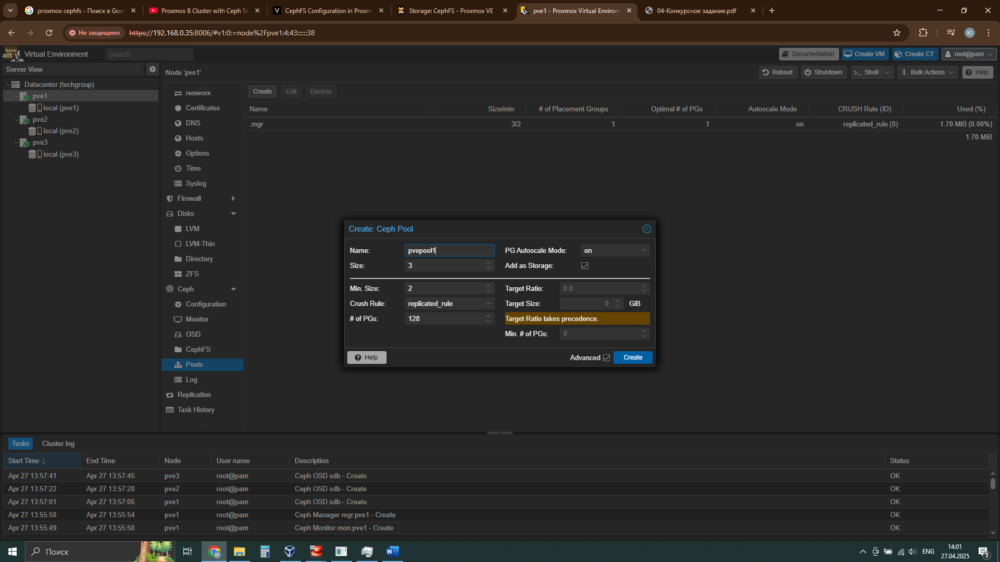 proxmox cephfs - Поиск в Goo
Proxmox 8 Cluster with Ceph St
CephFS Configuration in Proxm
Storage: CephFS - Proxmox VE
pve1 - Proxmox Virtual Environ
04-Конкурсное задание.pdf
Не защищено
https://192.168.0.35:8006/#v1:0:=node%2Fpve1:4:43::::::38
Ю
base alt
Virtual Environment
Search
Documentation
Create VM
Create CT
root@pam
Server View
Node 'pve1'
Reboot
Shutdown
Shell
Bulk Actions
Help
Datacenter (techgroup)
pve1
local (pve1)
pve2
local (pve2)
pve3
local (pve3)
Network
Certificates
DNS
Hosts
Options
Time
Syslog
Firewall
Disks
LVM
LVM-Thin
Directory
ZFS
Ceph
Configuration
Monitor
OSD
CephFS
Pools
Log
Replication
Task History
Create
Edit
Destroy
Name Size/min # of Placement Groups Optimal # of PGs Autoscale Mode CRUSH Rule (ID) Used (%)
.mgr 3/2 1 1 on replicated_rule (0) 1.70 MiB (0.00%)
1.70 MiB
Create: Ceph Pool
Name: pvepool1 PG Autoscale Mode: on
Size: 3 Add as Storage:
Min. Size: 2 Target Ratio: 0.0
Crush Rule: replicated_rule Target Size: 0 GiB
# of PGs: 128 Target Ratio takes precedence.
Min. # of PGs: 0
Help
Advanced
Create
Tasks
Cluster log
Start Time End Time Node User name Description Status
Apr 27 13:57:41 Apr 27 13:57:45 pve3 root@pam Ceph OSD sdb - Create OK
Apr 27 13:57:22 Apr 27 13:57:28 pve2 root@pam Ceph OSD sdb - Create OK
Apr 27 13:57:01 Apr 27 13:57:06 pve1 root@pam Ceph OSD sdb - Create OK
Apr 27 13:55:50 Apr 27 13:55:54 pve1 root@pam Ceph Manager mgr.pve1 - Create OK
Apr 27 13:55:49 Apr 27 13:55:50 pve1 root@pam Ceph Monitor mon.pve1 - Create OK
Поиск
ENG
14:01
27.04.2025
3